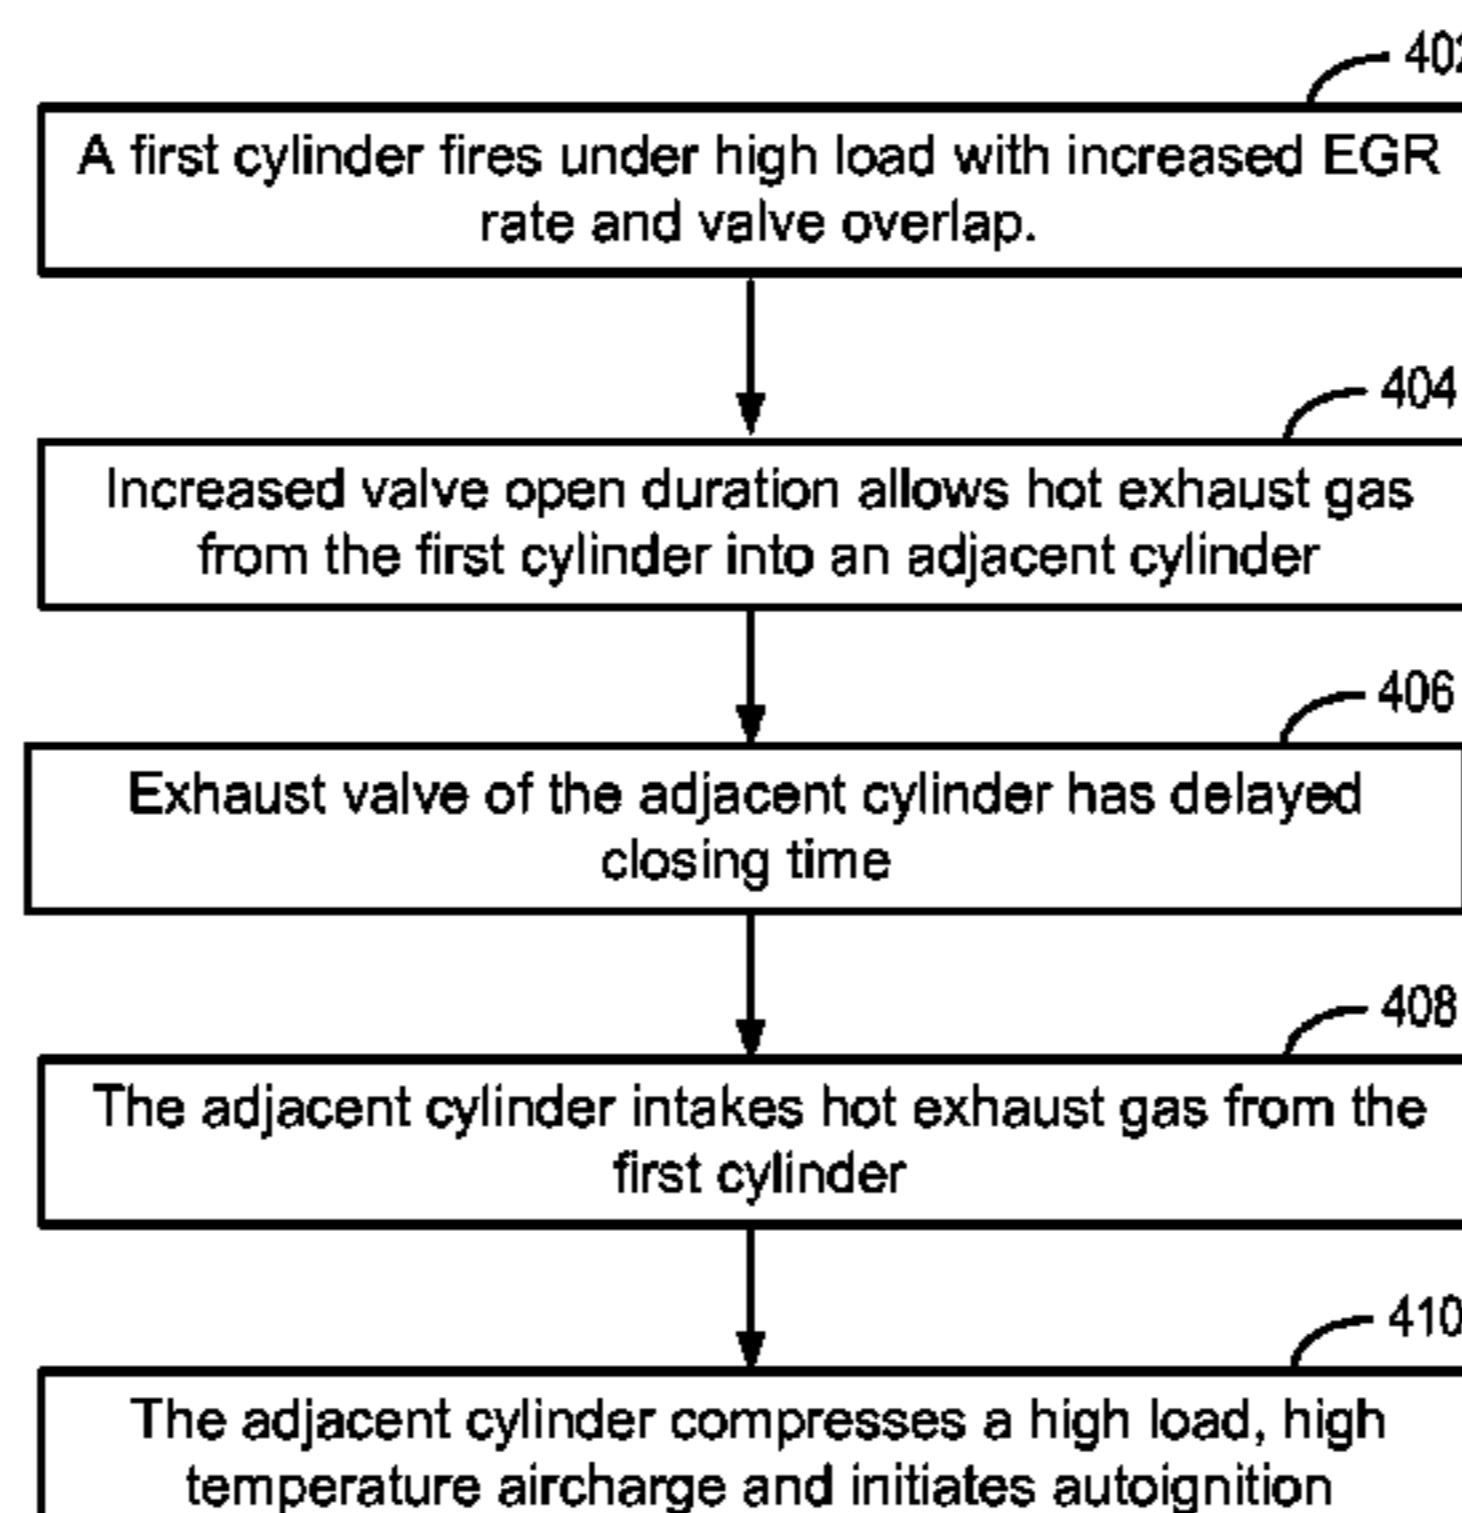 A first cylinder fires under high load with increased EGR
rate and valve overlap.
404
Increased valve open duration allows hot exhaust gas
from the first cylinder into an adjacent cylinder
406
Exhaust valve of the adjacent cylinder has delayed
closing time
408
The adjacent cylinder intakes hot exhaust gas from the
first cylinder
410
The adjacent cylinder compresses a high load, high
temperature aircharge and initiates autoignition